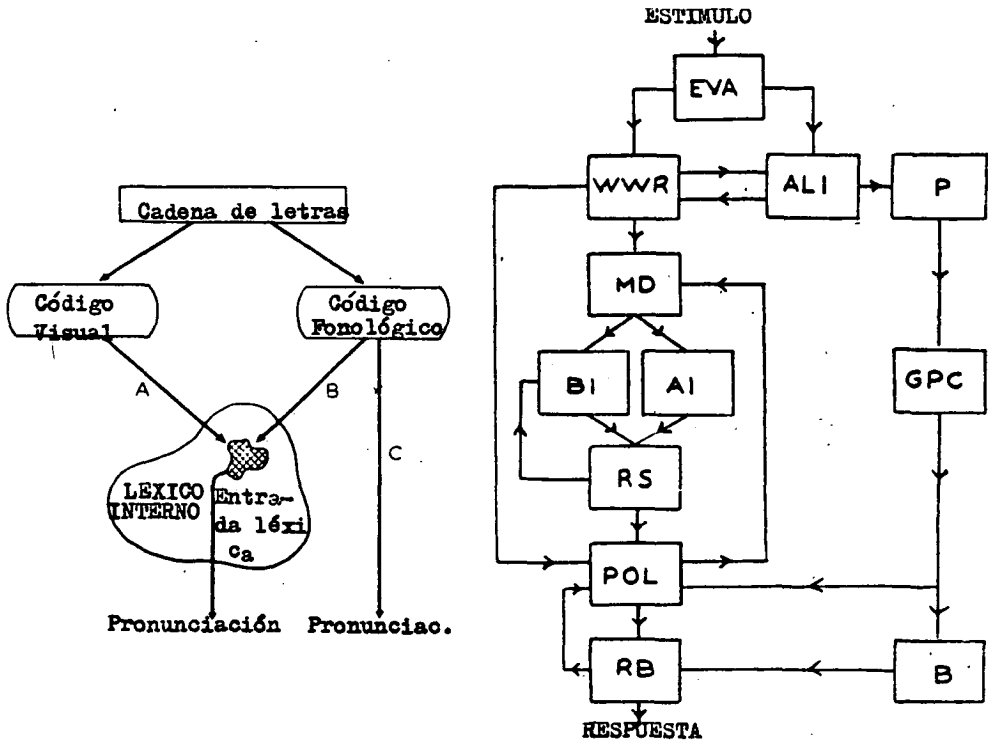 Cadena de letras
Código
Visual
Código
Fonológico
A
B
C
LEXICO
INTERNO
Entra-
da léxi
ca
Pronunciación
Pronunciac.
ESTIMULO
EVA
WWR
ALI
P
MD
BI
AI
GPC
RS
POL
RB
B
RESPUESTA